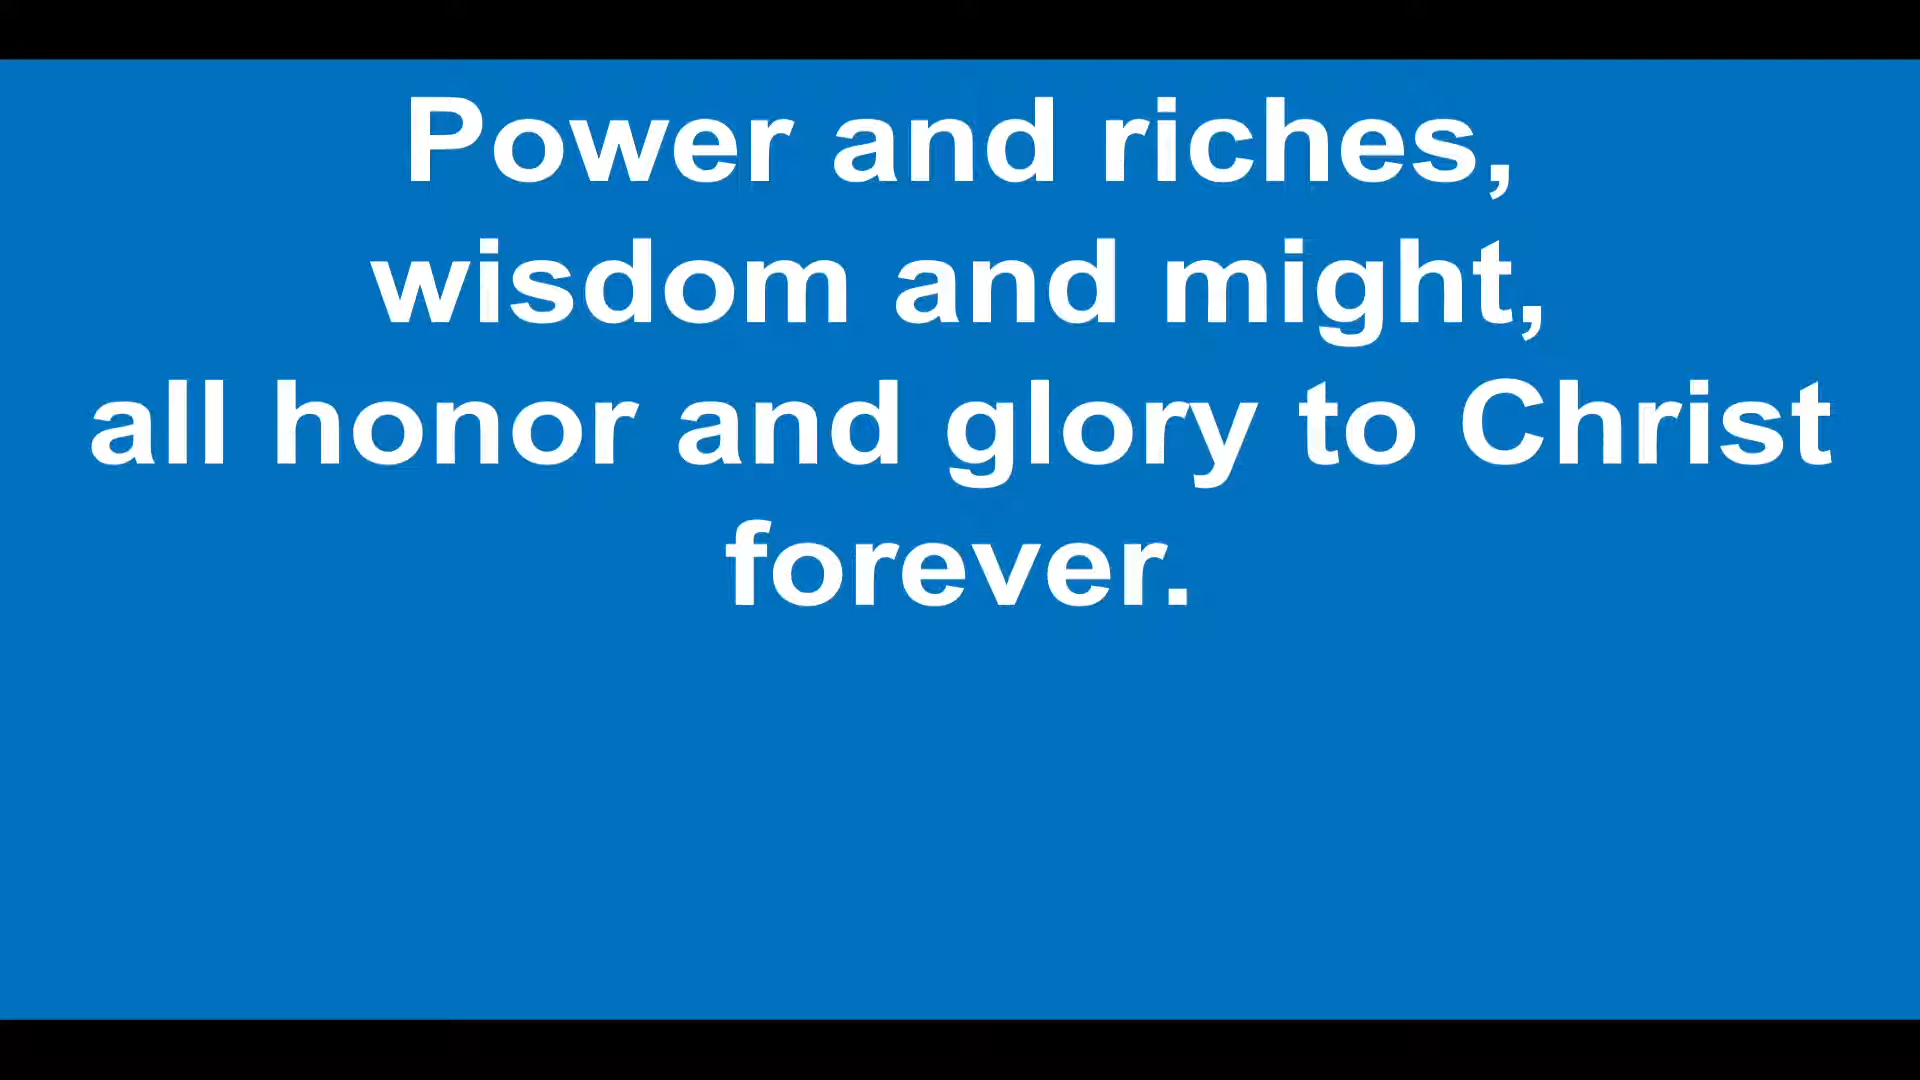 Power and riches,
wisdom and might,
all honor and glory to Christ
forever.